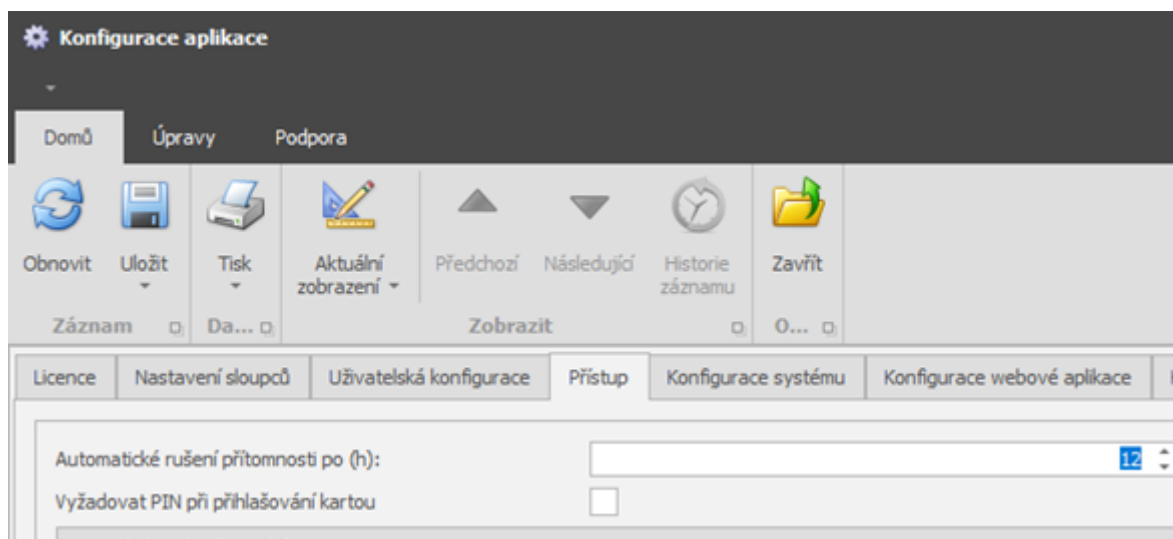 Konfigurace aplikace
Domů Úpravy Podpora
Obnovit Uložit Tisk Aktuální zobrazení Předchozí Následující Historie záznamu Zavřít
Záznam Da... Zobrazit O...
Licence Nastavení sloupců Uživatelská konfigurace Přístup Konfigurace systému Konfigurace webové aplikace
Automatické rušení přítomnosti po (h): 12
Vyžadovat PIN při přihlašování kartou